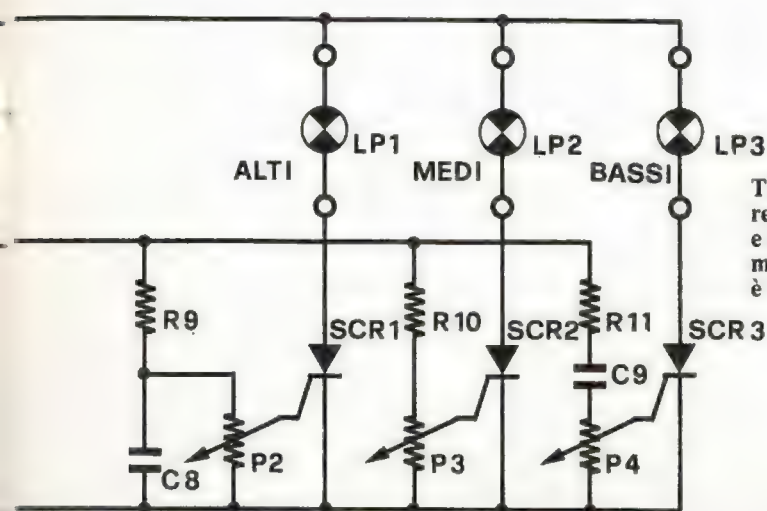 LP1
LP2
LP3
ALTI
MEDI
BASSI
T
re
e
m
è
R9
SCR1
R10
SCR2
R11
SCR3
C9
C8
P2
P3
P4